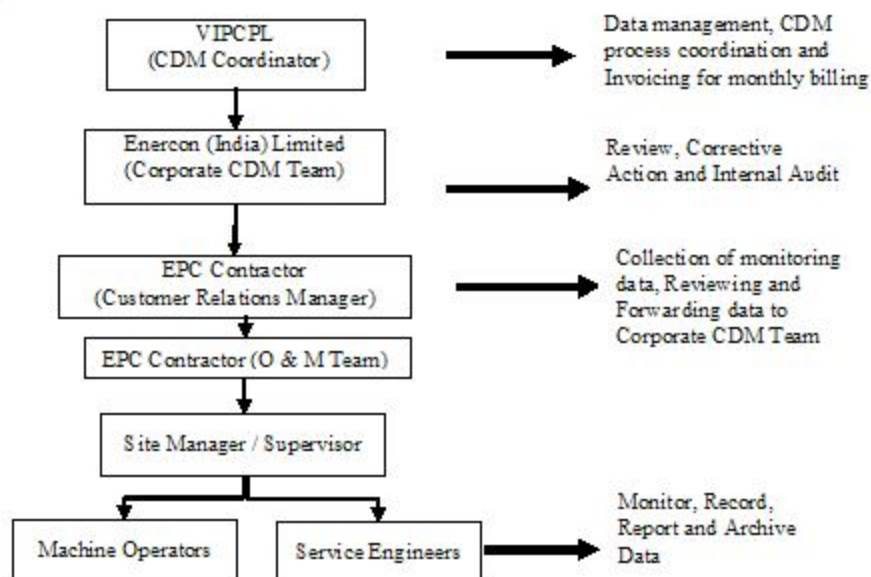 VIPCPL
(CDM Coordinator)
Data management, CDM
process coordination and
Invoicing for monthly billing
Enercon (India) Limited
(Corporate CDM Team)
Review, Corrective
Action and Internal Audit
EPC Contractor
(Customer Relations Manager)
Collection of monitoring
data, Reviewing and
Forwarding data to
Corporate CDM Team
EPC Contractor (O & M Team)
Site Manager / Supervisor
Machine Operators
Service Engineers
Monitor, Record,
Report and Archive
Data